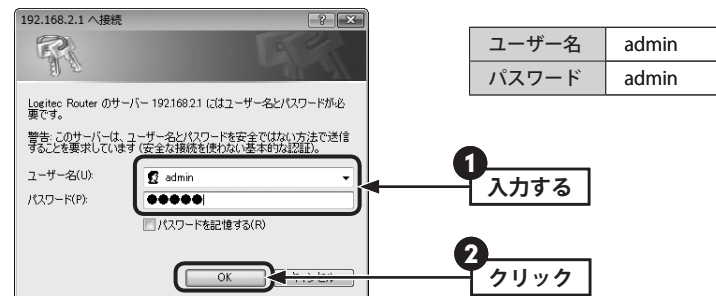 192.168.2.1 へ接続
Logitec Router のサーバー 192.168.2.1 にはユーザー名とパスワードが必
要です。
警告: このサーバーは、ユーザー名とパスワードを安全ではない方法で送信
することを要求しています (安全な接続を使わない基本的な認証)。
ユーザー名(U):
admin
パスワード(P):
●●●●●
パスワードを記憶する(R)
OK
ユーザー名 admin
パスワード admin
1
入力する
2
クリック